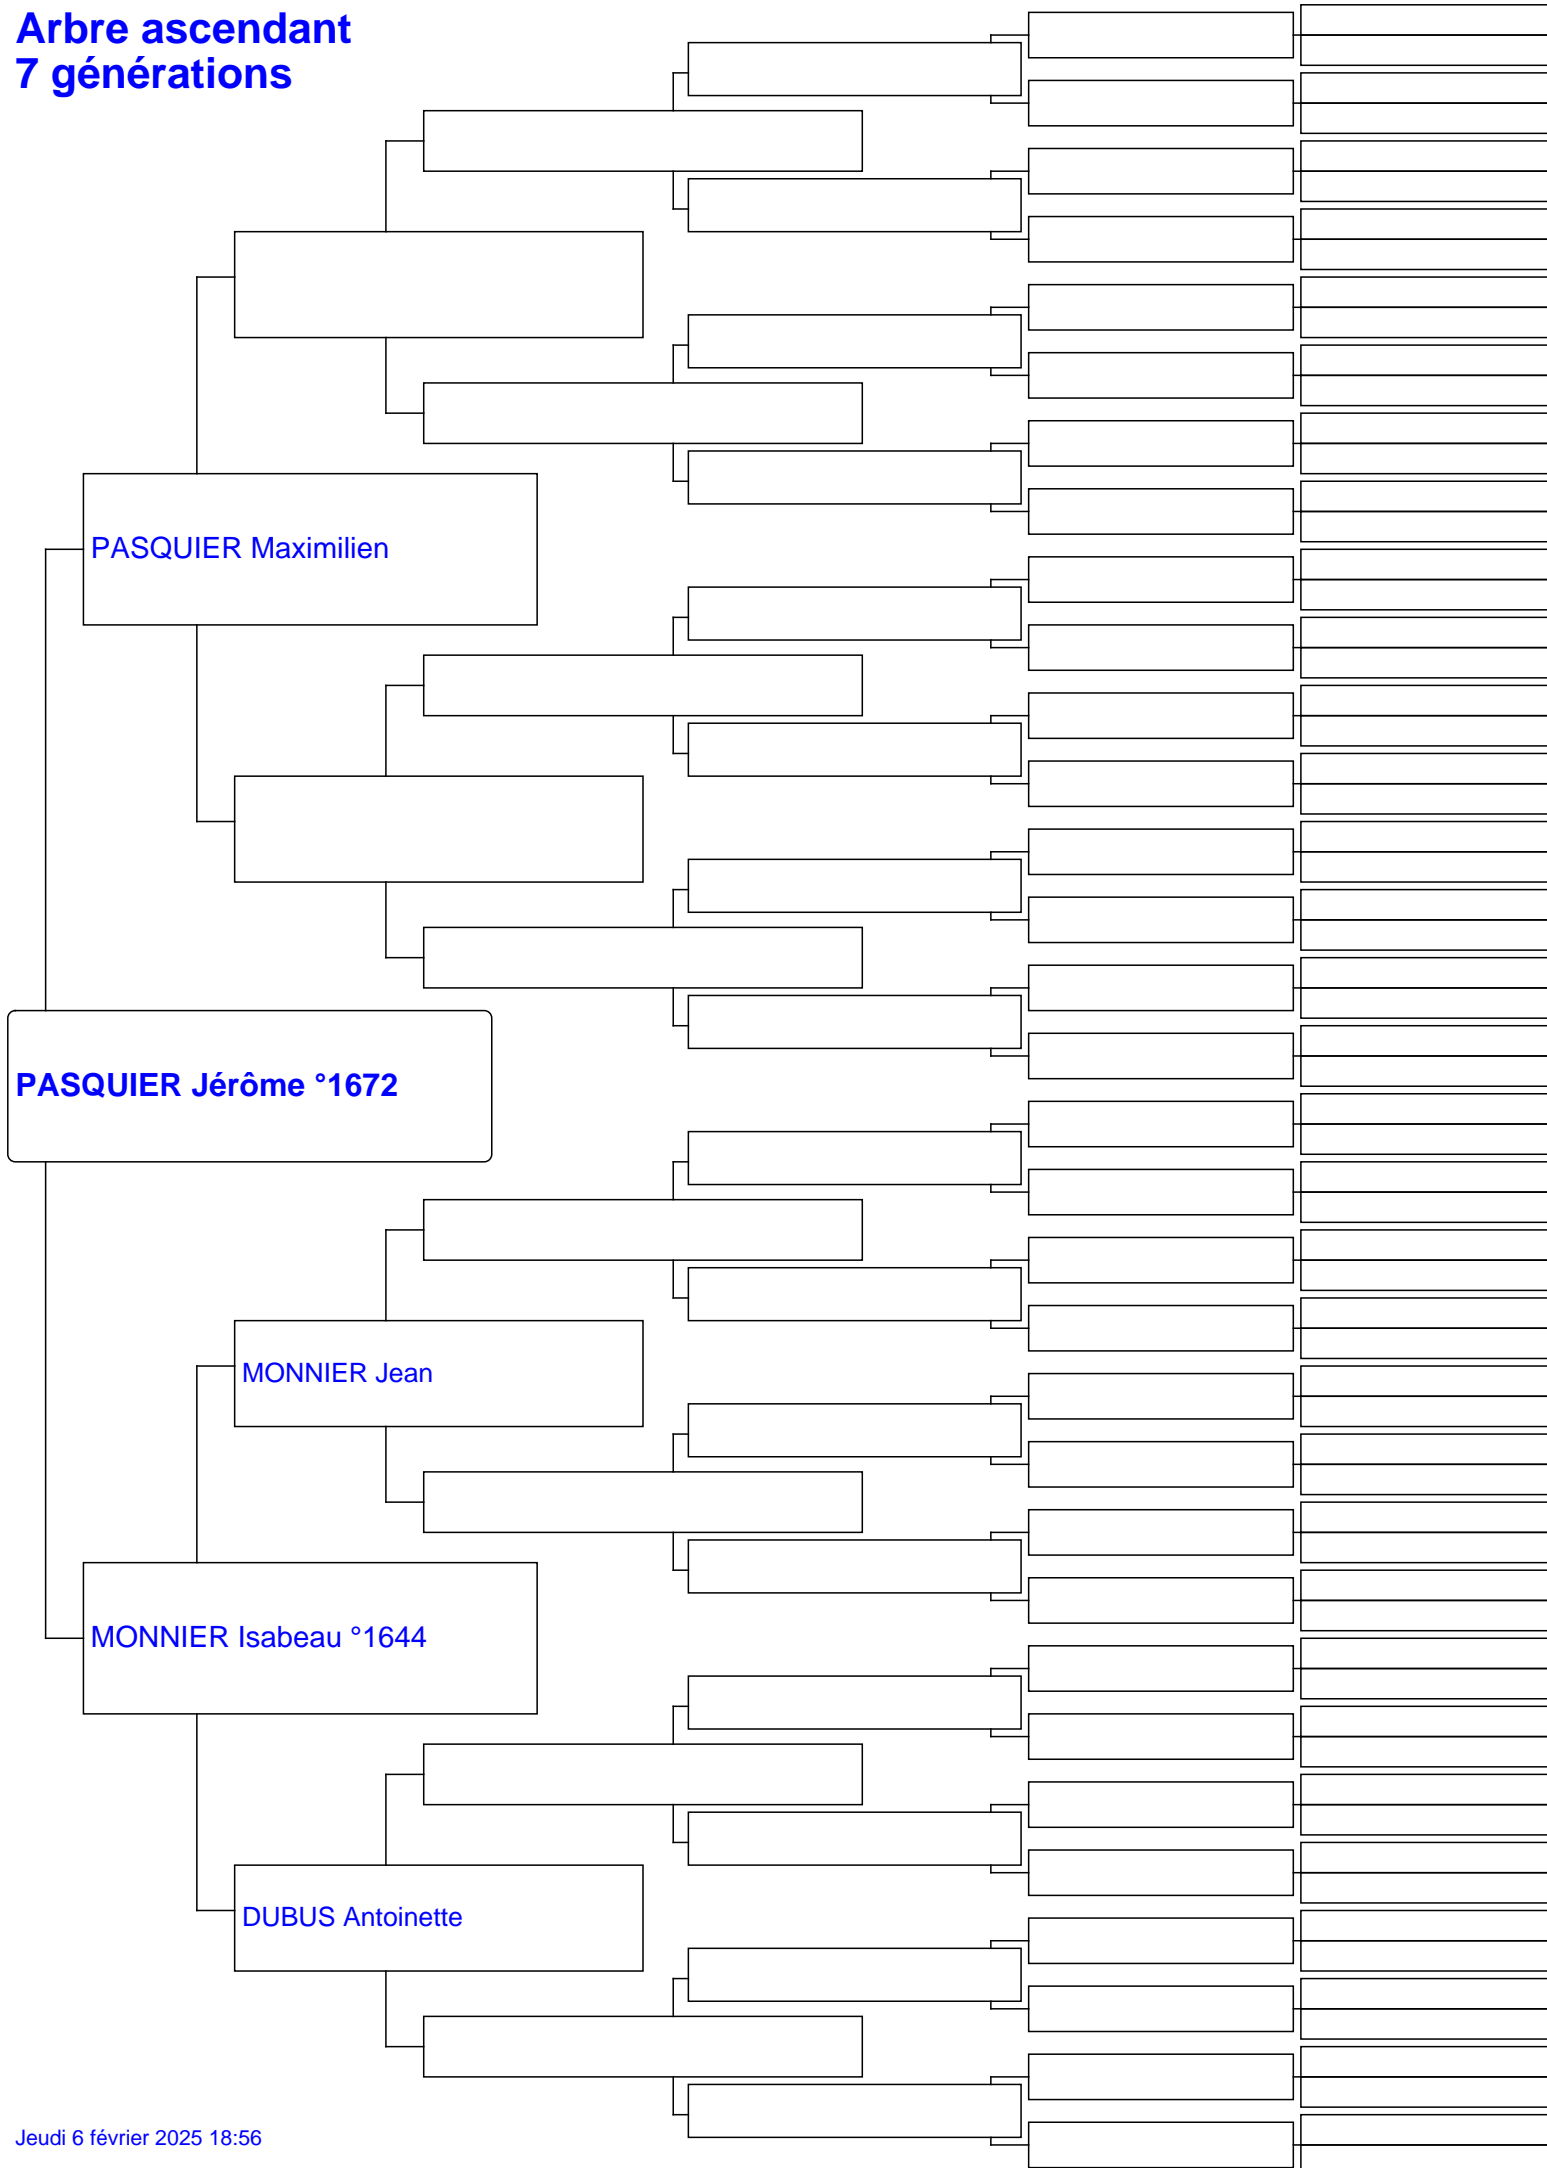 Arbre ascendant
7 générations
PASQUIER Maximilien
PASQUIER Jérôme °1672
MONNIER Jean
MONNIER Isabeau °1644
DUBUS Antoinette
Jeudi 6 février 2025 18:56